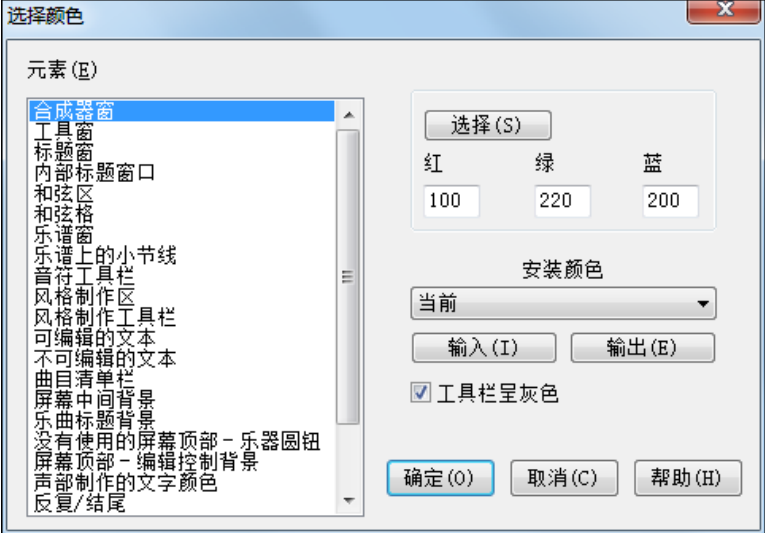 选择颜色
元素(E)
合成器窗
工具窗
标题窗
内部标题窗口
和弦区
和弦格
乐谱窗
乐谱上的小节线
音符工具栏
风格制作区
风格制作工具栏
可编辑的文本
不可编辑的文本
曲目清单栏
屏幕中间背景
乐曲标题背景
没有使用的屏幕顶部-乐器圆钮
屏幕顶部-编辑控制背景
声部制作的文字颜色
反复/结尾
选择(S)
红 绿 蓝
100 220 200
安装颜色
当前
输入(I) 输出(E)
工具栏呈灰色
确定(O) 取消(C) 帮助(H)